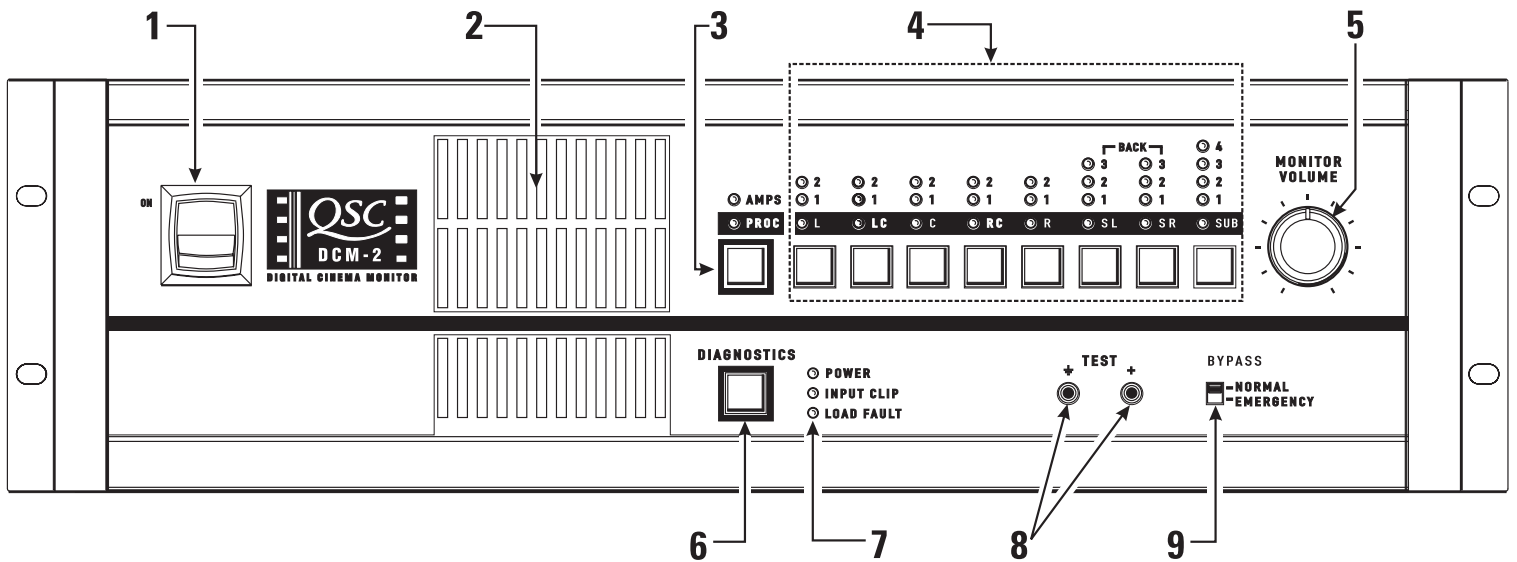 1 2 3 4 5
BACK
4
3 3 3
2 2 2 2 2 2 2 2
AMPS 1 1 1 1 1 1 1 1
PROC L LC C RC R SL SR SUB
MONITOR
VOLUME
ON
QSC
DCM-2
DIGITAL CINEMA MONITOR
DIAGNOSTICS
POWER
INPUT CLIP
LOAD FAULT
TEST
+
BYPASS
NORMAL
EMERGENCY
6 7 8 9